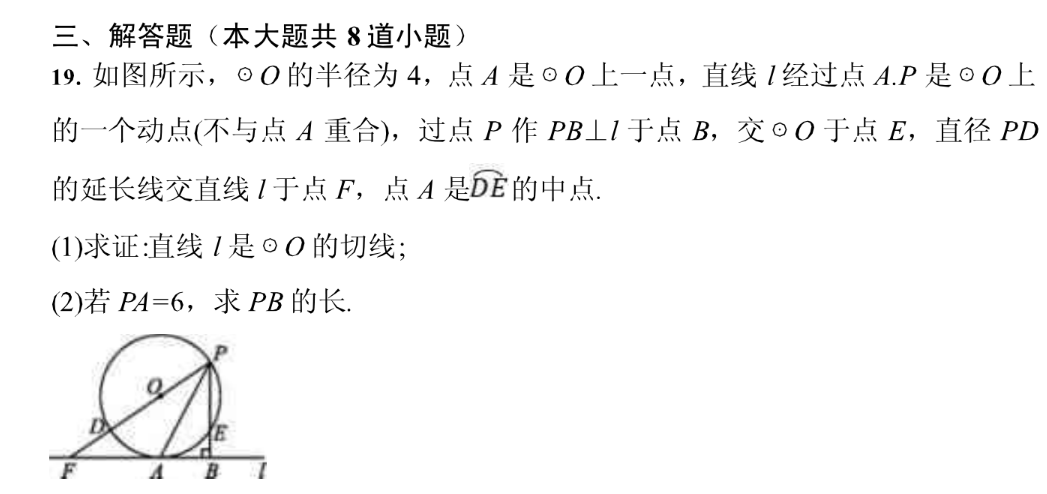 三、解答题（本大题共 8 道小题）
19. 如图所示，⊙O 的半径为 4，点 A 是⊙O 上一点，直线 l 经过点 A.P 是⊙O 上
的一个动点(不与点 A 重合)，过点 P 作 PB⊥l 于点 B，交⊙O 于点 E，直径 PD
的延长线交直线 l 于点 F，点 A 是D͡E的中点.
(1)求证:直线 l 是⊙O 的切线;
(2)若 PA=6，求 PB 的长.
P
O
D
E
F A B l